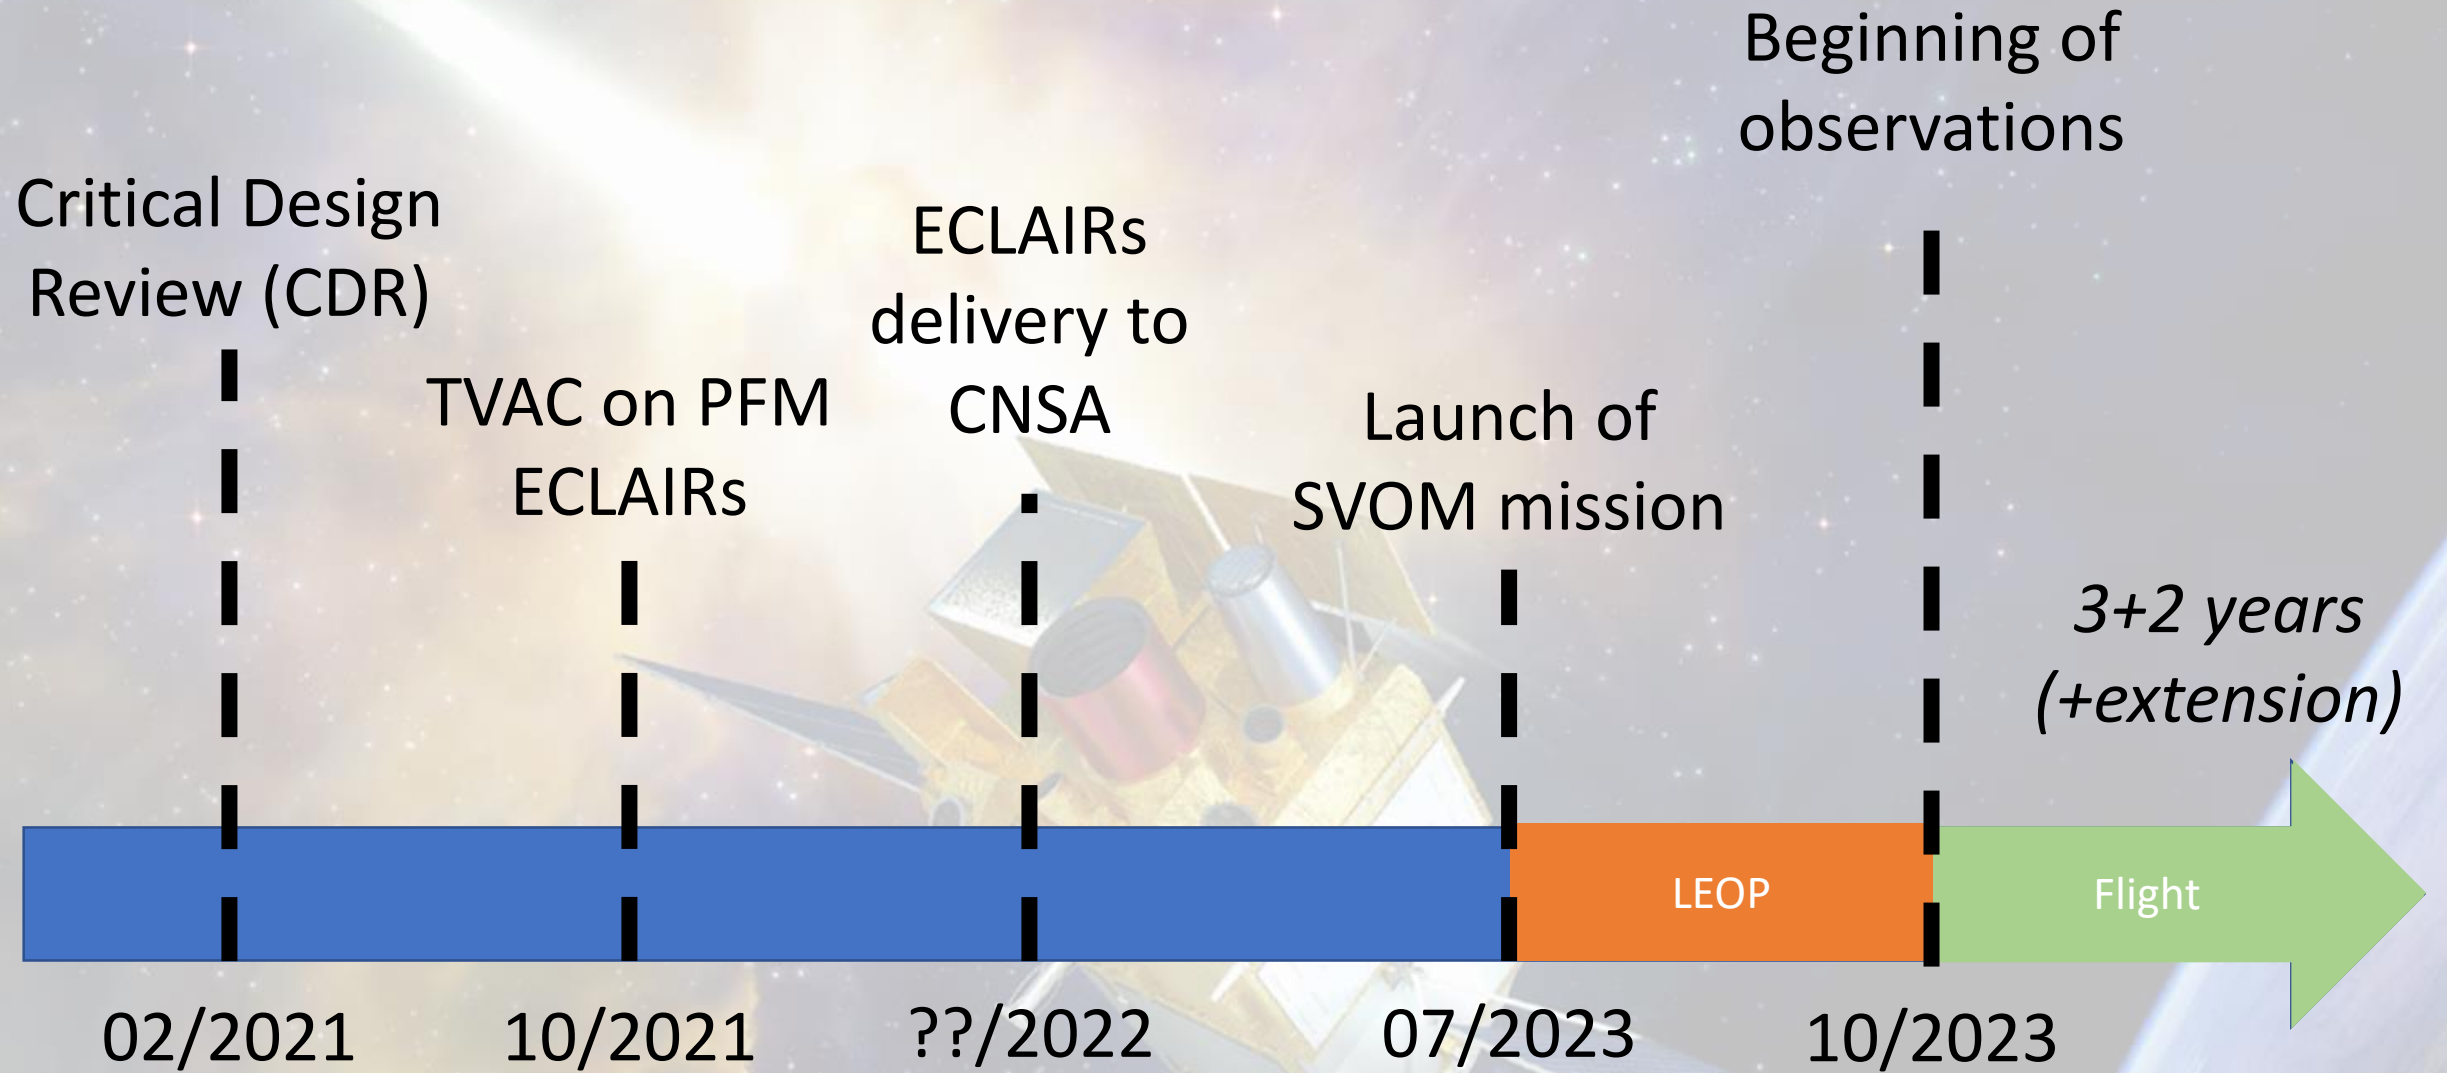 Critical Design
Review (CDR)
TVAC on PFM
ECLAIRs
ECLAIRs
delivery to
CNSA
Launch of
SVOM mission
Beginning of
observations
3+2 years
(+extension)
LEOP
Flight
02/2021
10/2021
??/2022
07/2023
10/2023